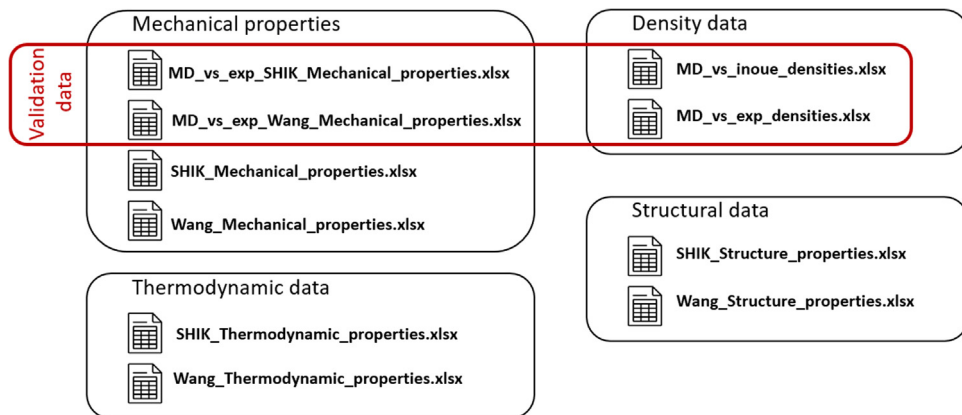 Mechanical properties
MD_vs_exp_SHIK_Mechanical_properties.xlsx
MD_vs_exp_Wang_Mechanical_properties.xlsx
SHIK_Mechanical_properties.xlsx
Wang_Mechanical_properties.xlsx
Validation
data
Density data
MD_vs_inoue_densities.xlsx
MD_vs_exp_densities.xlsx
Structural data
SHIK_Structure_properties.xlsx
Wang_Structure_properties.xlsx
Thermodynamic data
SHIK_Thermodynamic_properties.xlsx
Wang_Thermodynamic_properties.xlsx